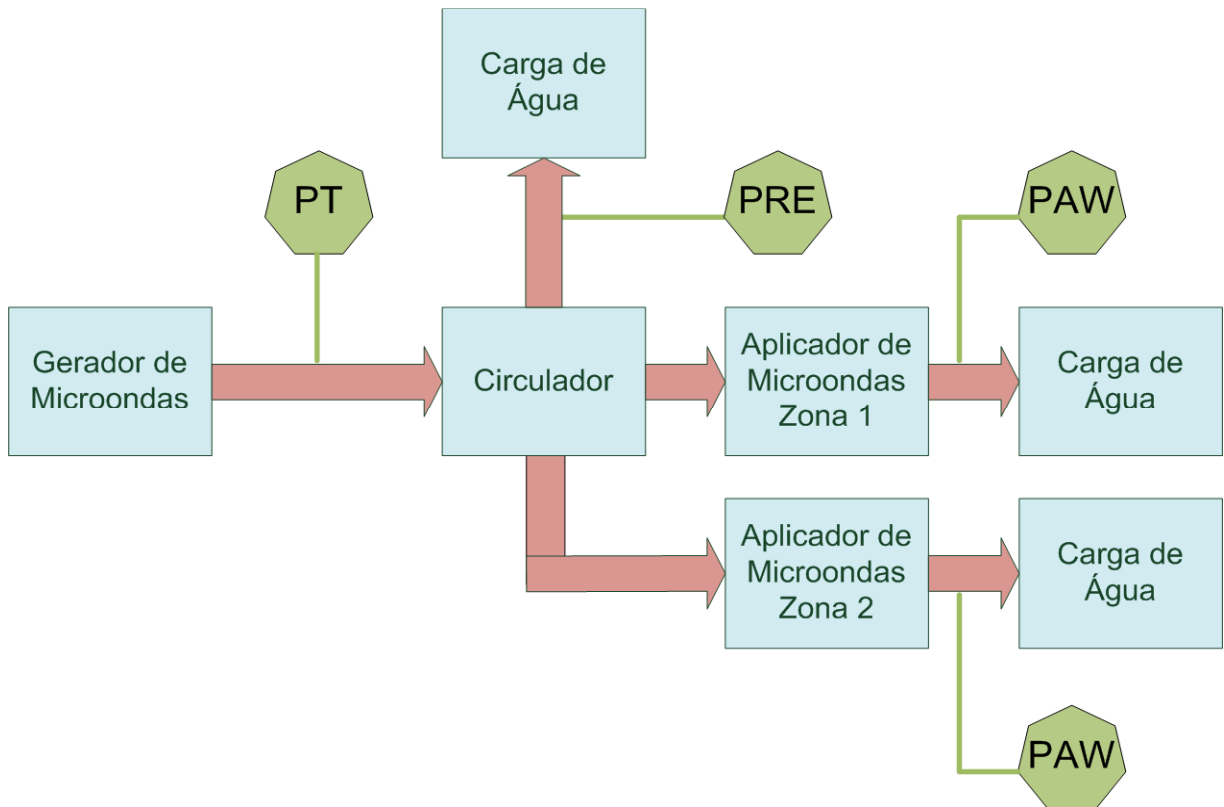 Carga de
Água
PT
PRE
PAW
Gerador de
Microondas
Circulador
Aplicador de
Microondas
Zona 1
Carga de
Água
Aplicador de
Microondas
Zona 2
Carga de
Água
PAW